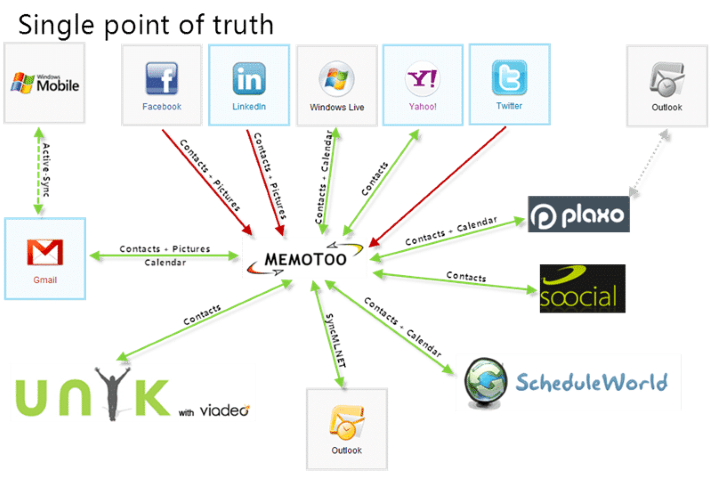 Single point of truth
Windows
Mobile
Facebook
LinkedIn
Windows Live
Yahoo!
Twitter
Outlook
Active-Sync
Contacts + Pictures
Contacts + Pictures
Contacts + Calendar
Contacts
Contacts + Calendar
plaxo
Gmail
Contacts + Pictures
Calendar
MEMOTOO
Contacts
soocial
Contacts
SyncML.NET
Contacts + Calendar
UNYK with viadeo
ScheduleWorld
Outlook